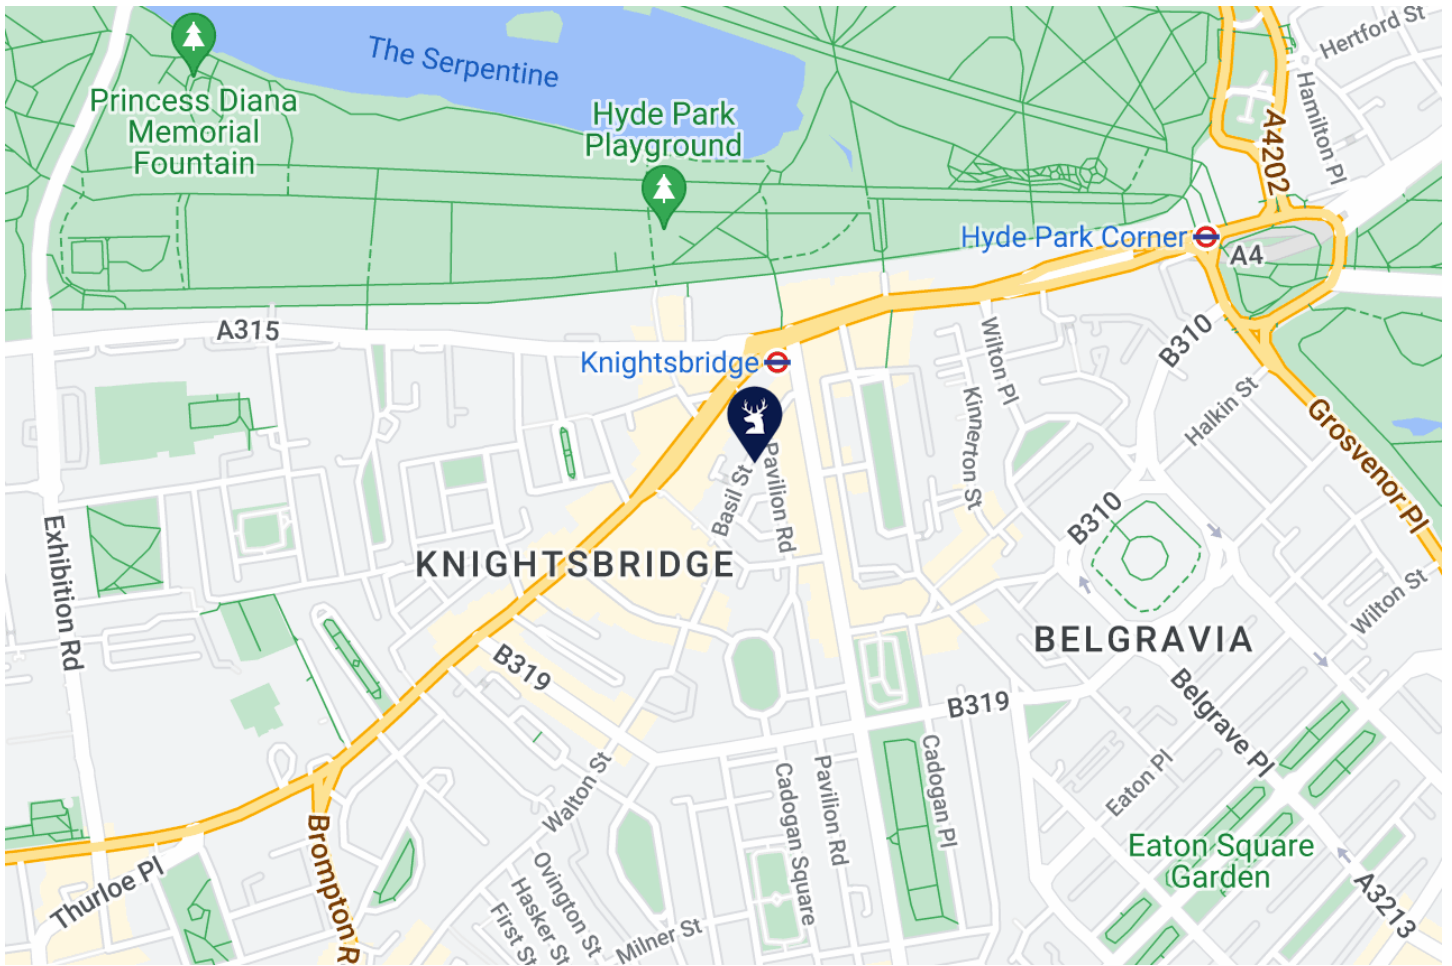 The Serpentine
Hertford St
Princess Diana
Memorial
Fountain
Hyde Park
Playground
Hamilton Pl
A4202
Hyde Park Corner
A4
A315
Knightsbridge
Wilton Pl
B310
Kinnerton St
Halkin St
Grosvenor Pl
Basil St
Pavilion Rd
B310
Exhibition Rd
KNIGHTSBRIDGE
Wilton St
BELGRAVIA
B319
B319
Belgrave Pl
Walton St
Cadogan Square
Pavilion Rd
Cadogan Pl
Eaton Pl
Eaton Square
Garden
Brompton R
Thurloe Pl
Ovington St
Hasker St
First St
Milner St
A3213